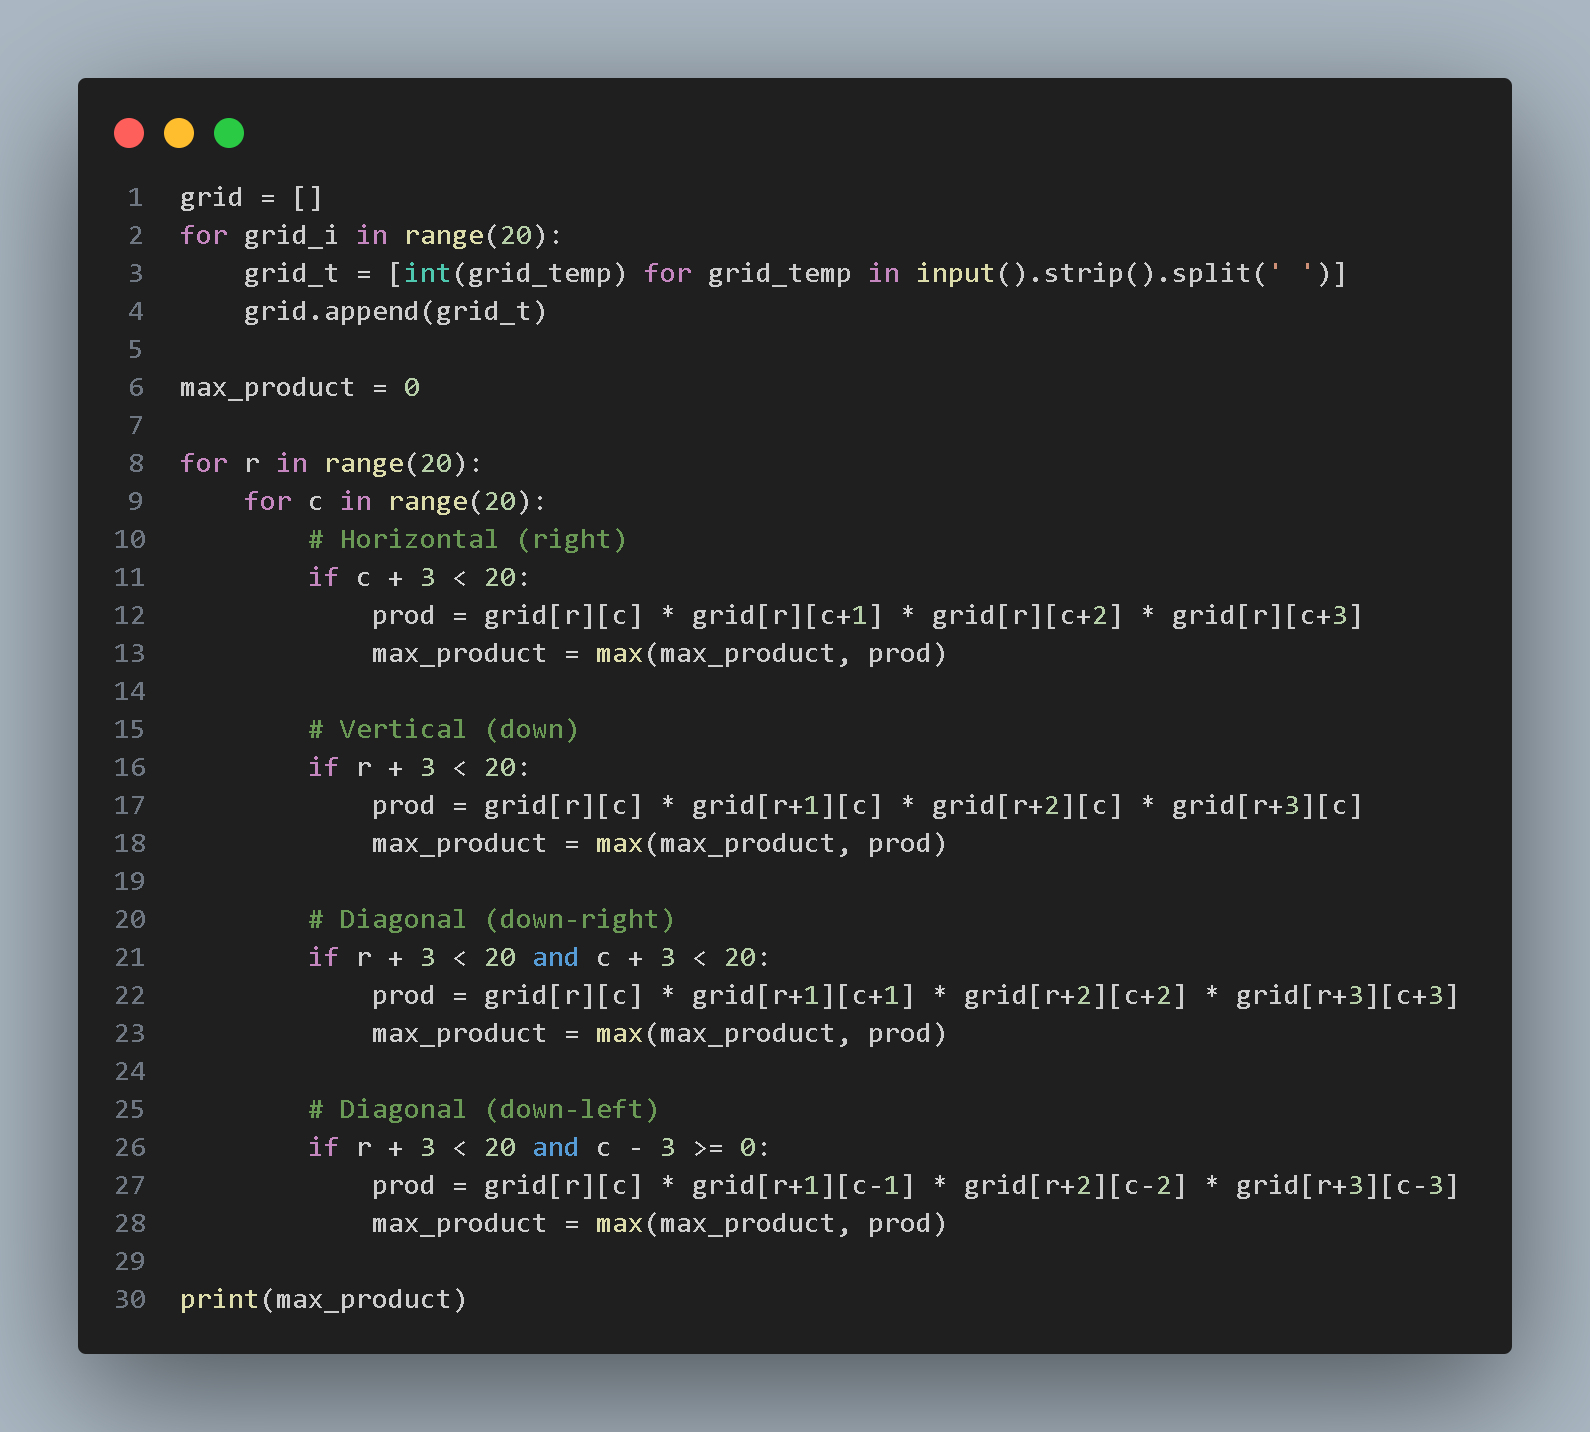 1 grid = []
2 for grid_i in range(20):
3     grid_t = [int(grid_temp) for grid_temp in input().strip().split(' ')]
4     grid.append(grid_t)
5
6 max_product = 0
7
8 for r in range(20):
9     for c in range(20):
10         # Horizontal (right)
11         if c + 3 < 20:
12             prod = grid[r][c] * grid[r][c+1] * grid[r][c+2] * grid[r][c+3]
13             max_product = max(max_product, prod)
14
15         # Vertical (down)
16         if r + 3 < 20:
17             prod = grid[r][c] * grid[r+1][c] * grid[r+2][c] * grid[r+3][c]
18             max_product = max(max_product, prod)
19
20         # Diagonal (down-right)
21         if r + 3 < 20 and c + 3 < 20:
22             prod = grid[r][c] * grid[r+1][c+1] * grid[r+2][c+2] * grid[r+3][c+3]
23             max_product = max(max_product, prod)
24
25         # Diagonal (down-left)
26         if r + 3 < 20 and c - 3 >= 0:
27             prod = grid[r][c] * grid[r+1][c-1] * grid[r+2][c-2] * grid[r+3][c-3]
28             max_product = max(max_product, prod)
29
30 print(max_product)